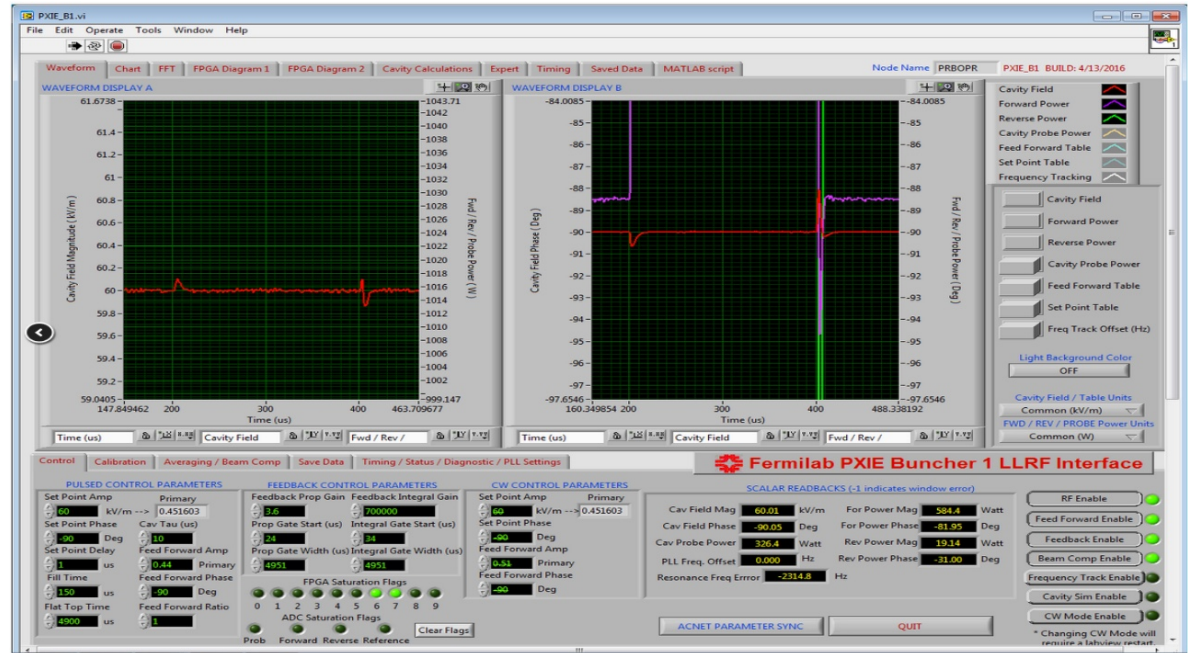 PXIE_B1.vi
File Edit Operate Tools Window Help
Waveform Chart FFT FPGA Diagram 1 FPGA Diagram 2 Cavity Calculations Expert Timing Saved Data MATLAB script
Node Name PRBOPR PXIE_B1 BUILD: 4/13/2016
WAVEFORM DISPLAY A
61.6738
61.4
61.2
61
60.8
60.6
60.4
60.2
60
59.8
59.6
59.4
59.2
59.0405
Cavity Field Magnitude (kV/m)
1043.71
1042
1040
1038
1036
1034
1032
1030
1028
1026
1024
1022
1020
1018
1016
1014
1012
1010
1008
1006
1004
1002
999.147
Fwd / Rev / Probe Power (W)
147.849462 200 300 400 463.709677
Time (us)
Time (us) Cavity Field Fwd / Rev /
WAVEFORM DISPLAY B
-84.0085
-85
-86
-87
-88
-89
-90
-91
-92
-93
-94
-95
-96
-97
-97.6546
Cavity Field Phase (Deg)
-84.0085
-85
-86
-87
-88
-89
-90
-91
-92
-93
-94
-95
-96
-97
-97.6546
Fwd / Rev / Probe Power (Deg)
160.349854 200 300 400 488.338192
Time (us)
Time (us) Cavity Field Fwd / Rev /
Cavity Field
Forward Power
Reverse Power
Cavity Probe Power
Feed Forward Table
Set Point Table
Frequency Tracking
Cavity Field
Forward Power
Reverse Power
Cavity Probe Power
Feed Forward Table
Set Point Table
Freq Track Offset (Hz)
Light Background Color
OFF
Cavity Field / Table Units
Common (kV/m)
FWD / REV / PROBE Power Units
Common (W)
Control Calibration Averaging / Beam Comp Save Data Timing / Status / Diagnostic / PLL Settings
Fermilab PXIE Buncher 1 LLRF Interface
PULSED CONTROL PARAMETERS
Set Point Amp Primary
60 kV/m --> 0.451603
Set Point Phase Cav Tau (us)
-90 Deg 10
Set Point Delay Feed Forward Amp
1 us 0.44 Primary
Fill Time Feed Forward Phase
150 us -90 Deg
Flat Top Time Feed Forward Ratio
4900 us 1
FEEDBACK CONTROL PARAMETERS
Feedback Prop Gain Feedback Integral Gain
3.6 700000
Prop Gate Start (us) Integral Gate Start (us)
24 34
Prop Gate Width (us) Integral Gate Width (us)
4951 4951
FPGA Saturation Flags
0 1 2 3 4 5 6 7 8 9
ADC Saturation Flags
Prob Forward Reverse Reference
Clear Flags
CW CONTROL PARAMETERS
Set Point Amp Primary
60 kV/m --> 0.451603
Set Point Phase
-90 Deg
Feed Forward Amp
0.51 Primary
Feed Forward Phase
-90 Deg
SCALAR READBACKS (-1 indicates window error)
Cav Field Mag 60.01 kV/m For Power Mag 584.4 Watt
Cav Field Phase -90.05 Deg For Power Phase -81.95 Deg
Cav Probe Power 326.4 Watt Rev Power Mag 19.14 Watt
PLL Freq. Offset 0.000 Hz Rev Power Phase -31.00 Deg
Resonance Freq Errror -2314.8 Hz
ACNET PARAMETER SYNC QUIT
RF Enable
Feed Forward Enable
Feedback Enable
Beam Comp Enable
Frequency Track Enable
Cavity Sim Enable
CW Mode Enable
* Changing CW Mode will
require a labview restart.